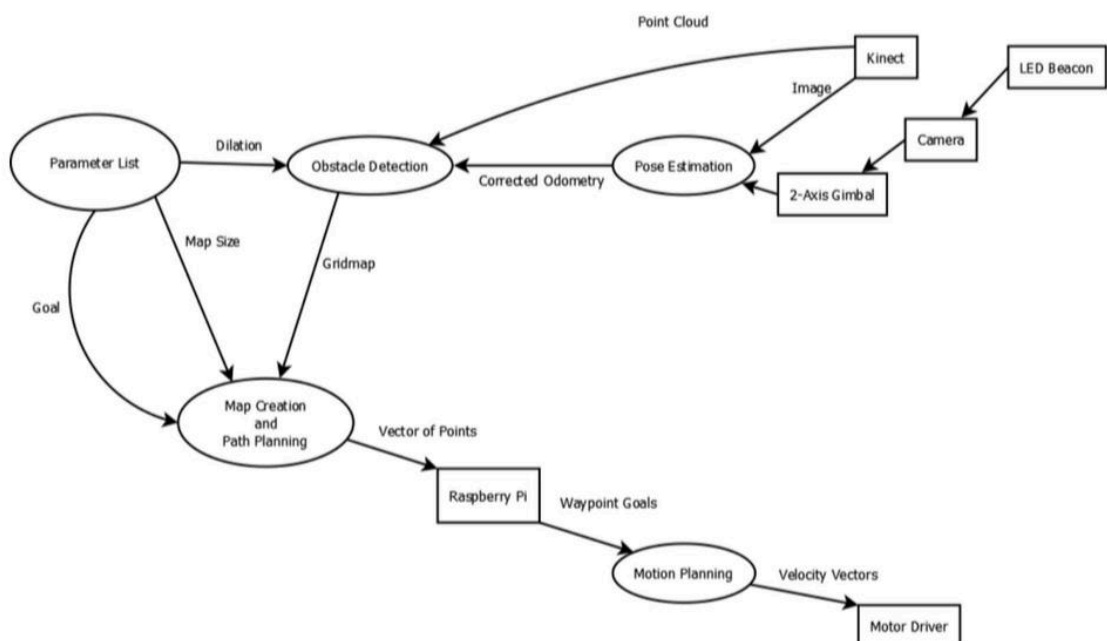 Point Cloud
Kinect
LED Beacon
Image
Camera
Dilation
Parameter List
Obstacle Detection
Pose Estimation
Corrected Odometry
2-Axis Gimbal
Map Size
Gridmap
Goal
Map Creation
and
Path Planning
Vector of Points
Raspberry Pi
Waypoint Goals
Motion Planning
Velocity Vectors
Motor Driver